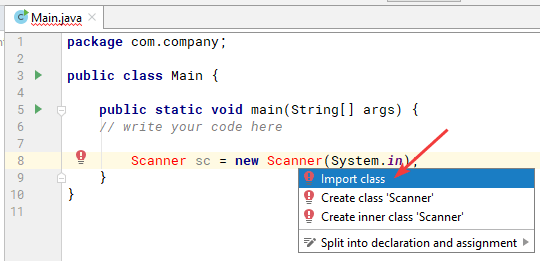 Main.java
1 package com.company;
2
3 public class Main {
4
5 public static void main(String[] args) {
6 // write your code here
7
8 Scanner sc = new Scanner(System.in);
9 }
10 }
11
Import class
Create class 'Scanner'
Create inner class 'Scanner'
Split into declaration and assignment